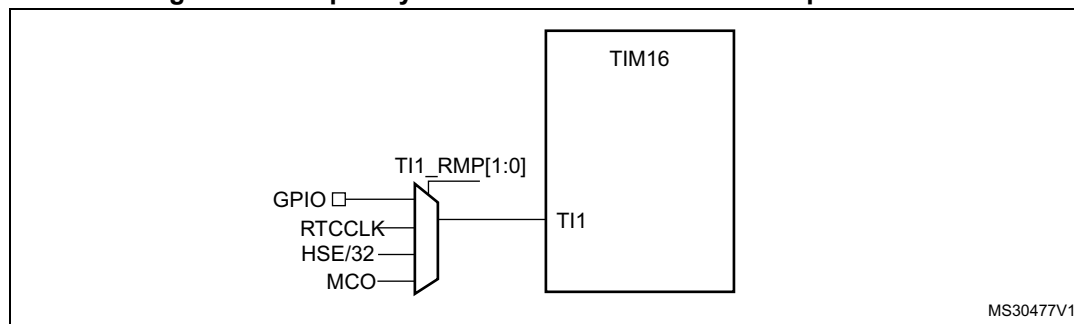 TIM16
TI1_RMP[1:0]
GPIO
RTCCLK
TI1
HSE/32
MCO
MS30477V1